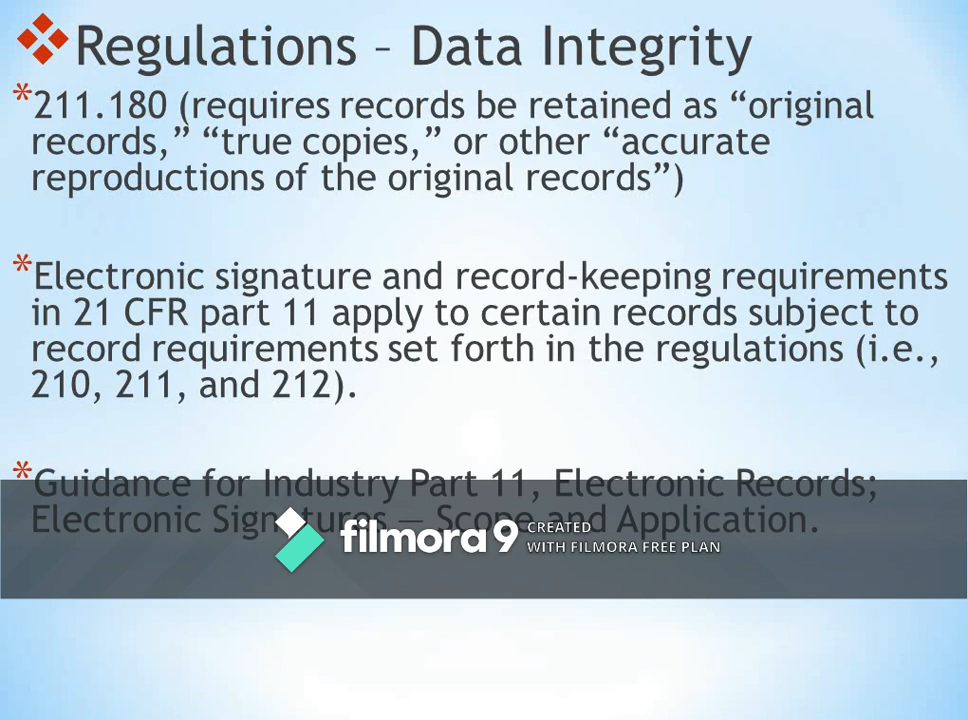 Regulations – Data Integrity
*211.180 (requires records be retained as “original
records,” “true copies,” or other “accurate
reproductions of the original records”)
*Electronic signature and record-keeping requirements
in 21 CFR part 11 apply to certain records subject to
record requirements set forth in the regulations (i.e.,
210, 211, and 212).
*Guidance for Industry Part 11, Electronic Records;
Electronic Signatures — Scope and Application.
filmora 9 CREATED
WITH FILMORA FREE PLAN